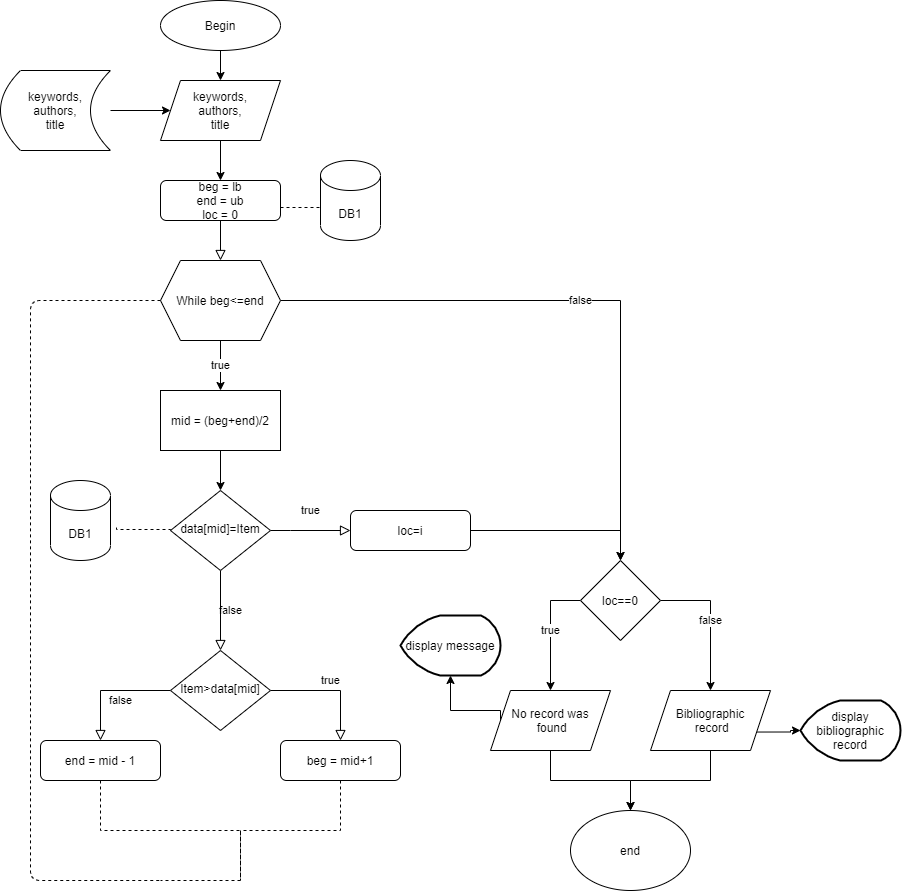 Begin
keywords,
authors,
title
keywords,
authors,
title
beg = lb
end = ub
loc = 0
DB1
While beg<=end
false
true
mid = (beg+end)/2
DB1
data[mid]=Item
true
loc=i
false
loc==0
true
false
display message
Item>data[mid]
false
true
No record was
found
Bibliographic
record
display
bibliographic
record
end = mid - 1
beg = mid+1
end